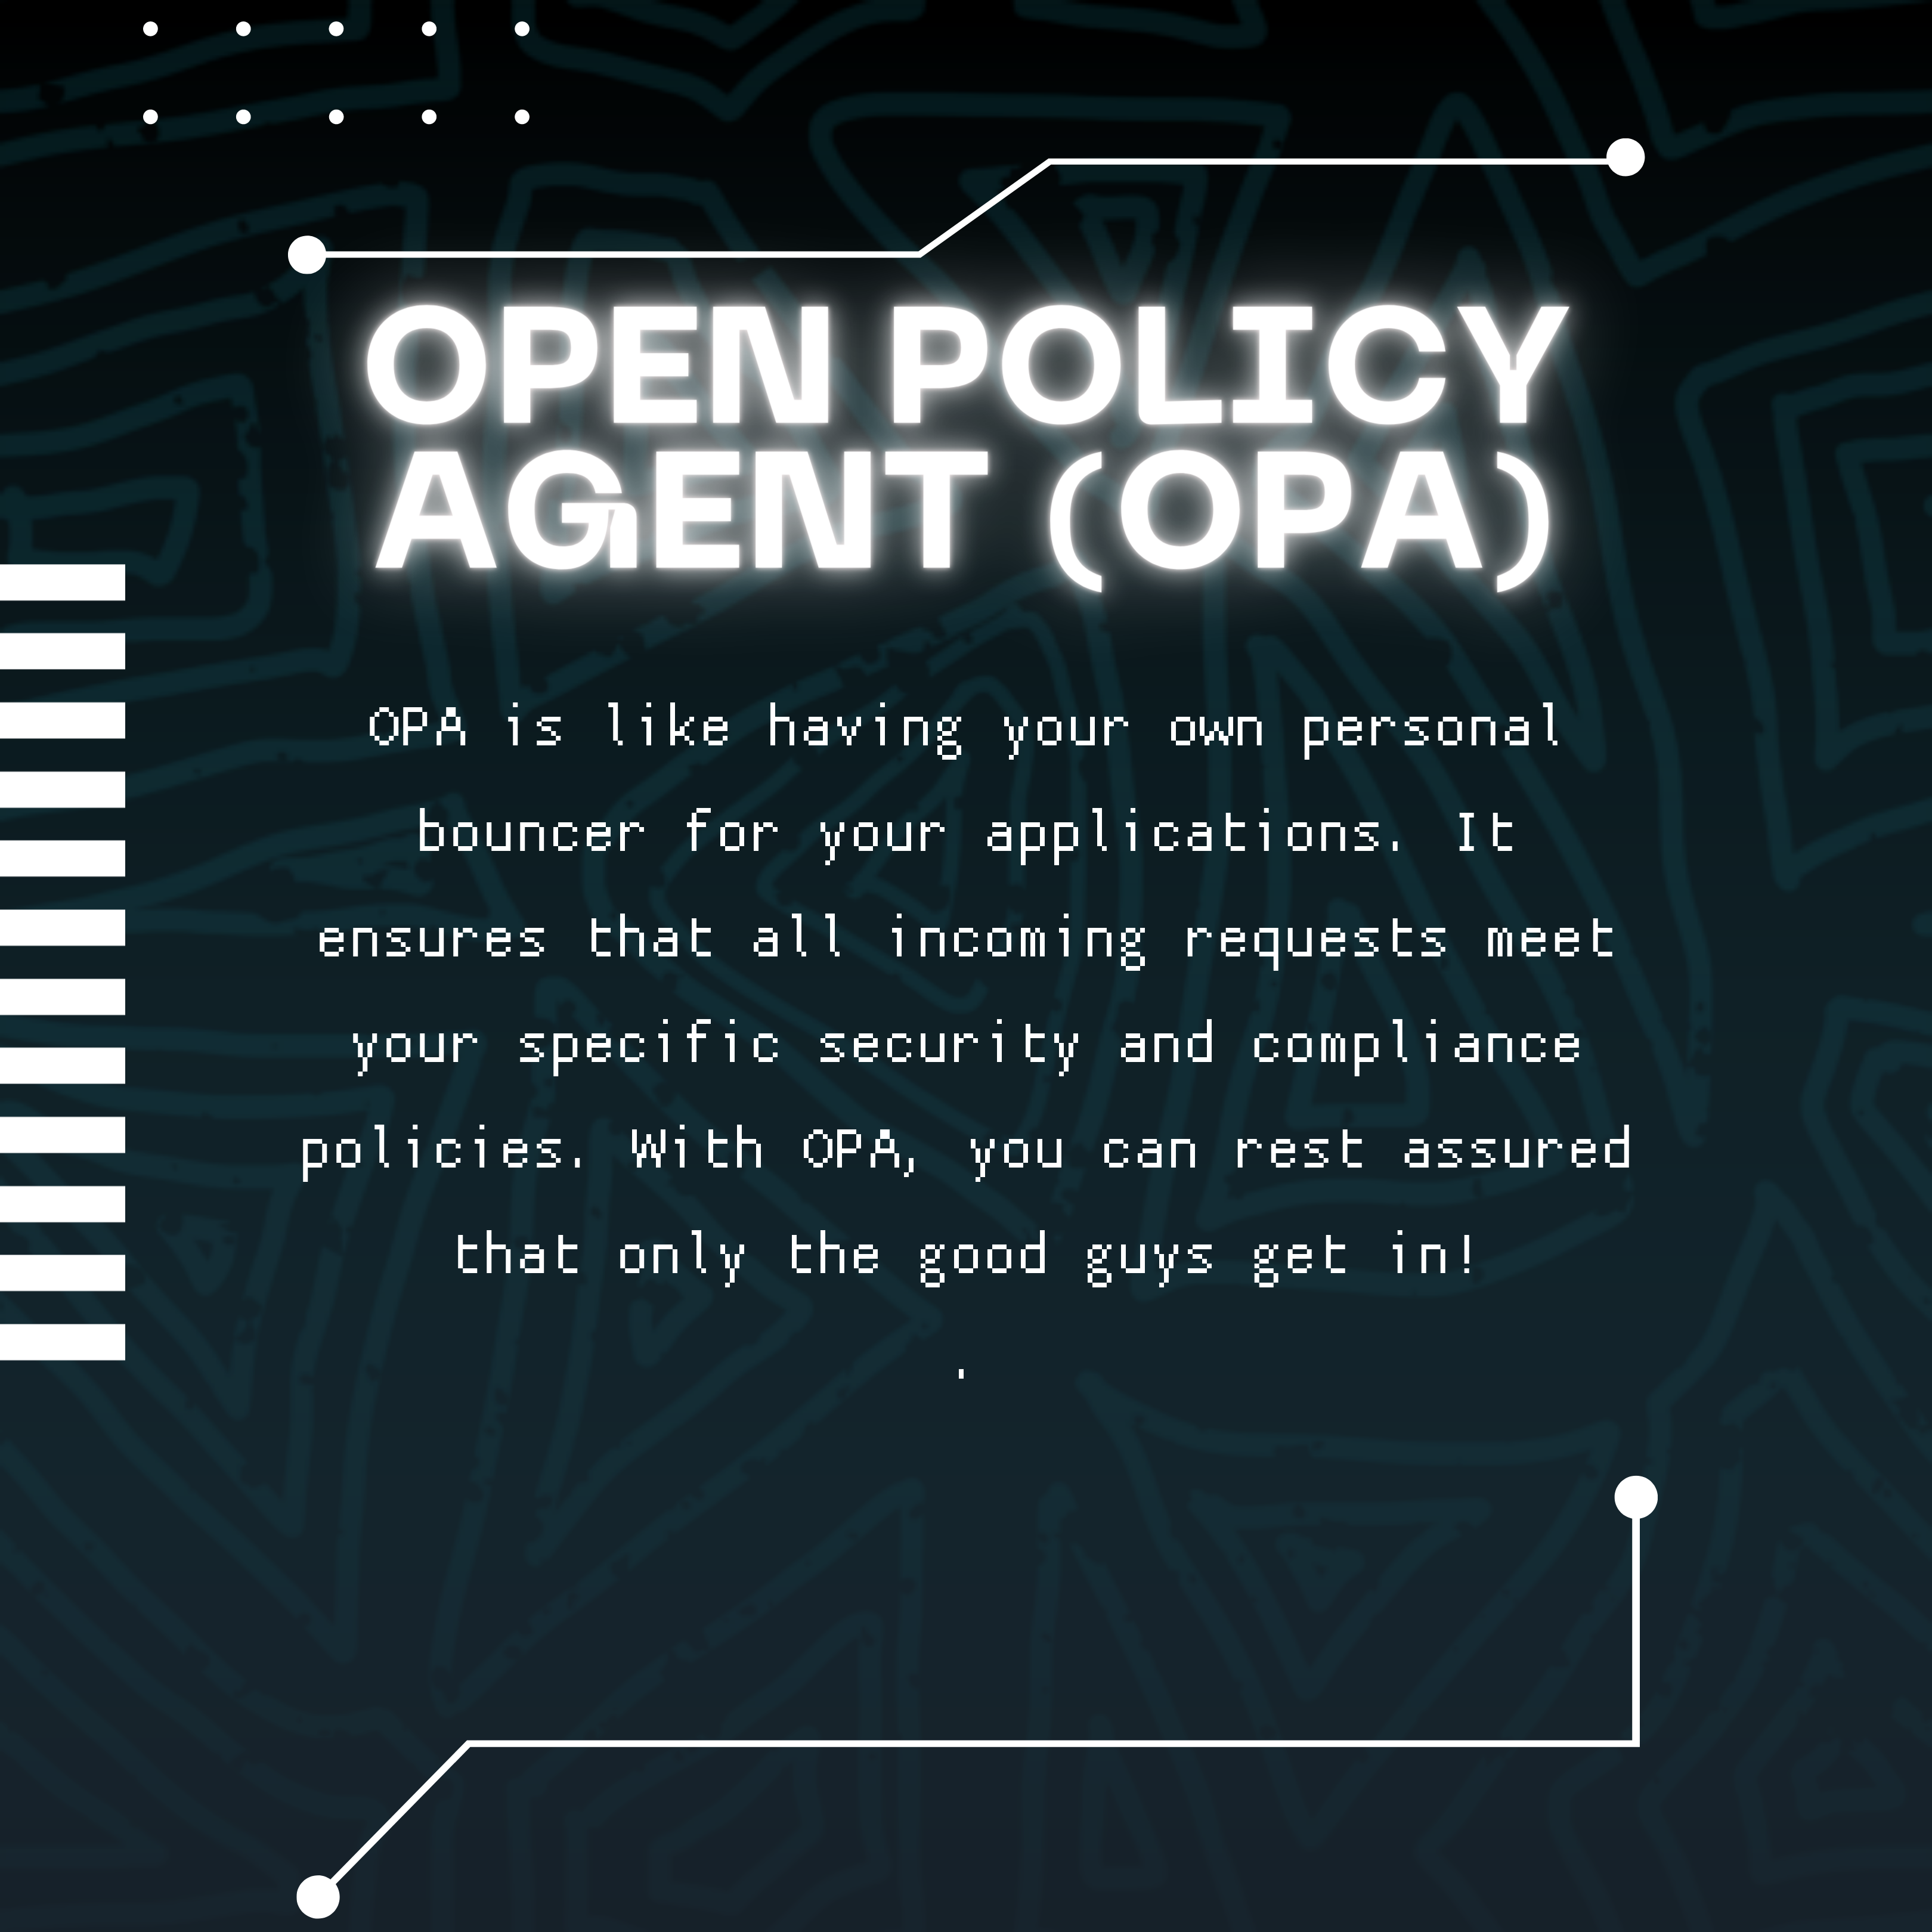 OPEN POLICY
AGENT (OPA)
OPA is like having your own personal
bouncer for your applications. It
ensures that all incoming requests meet
your specific security and compliance
policies. With OPA, you can rest assured
that only the good guys get in!
.